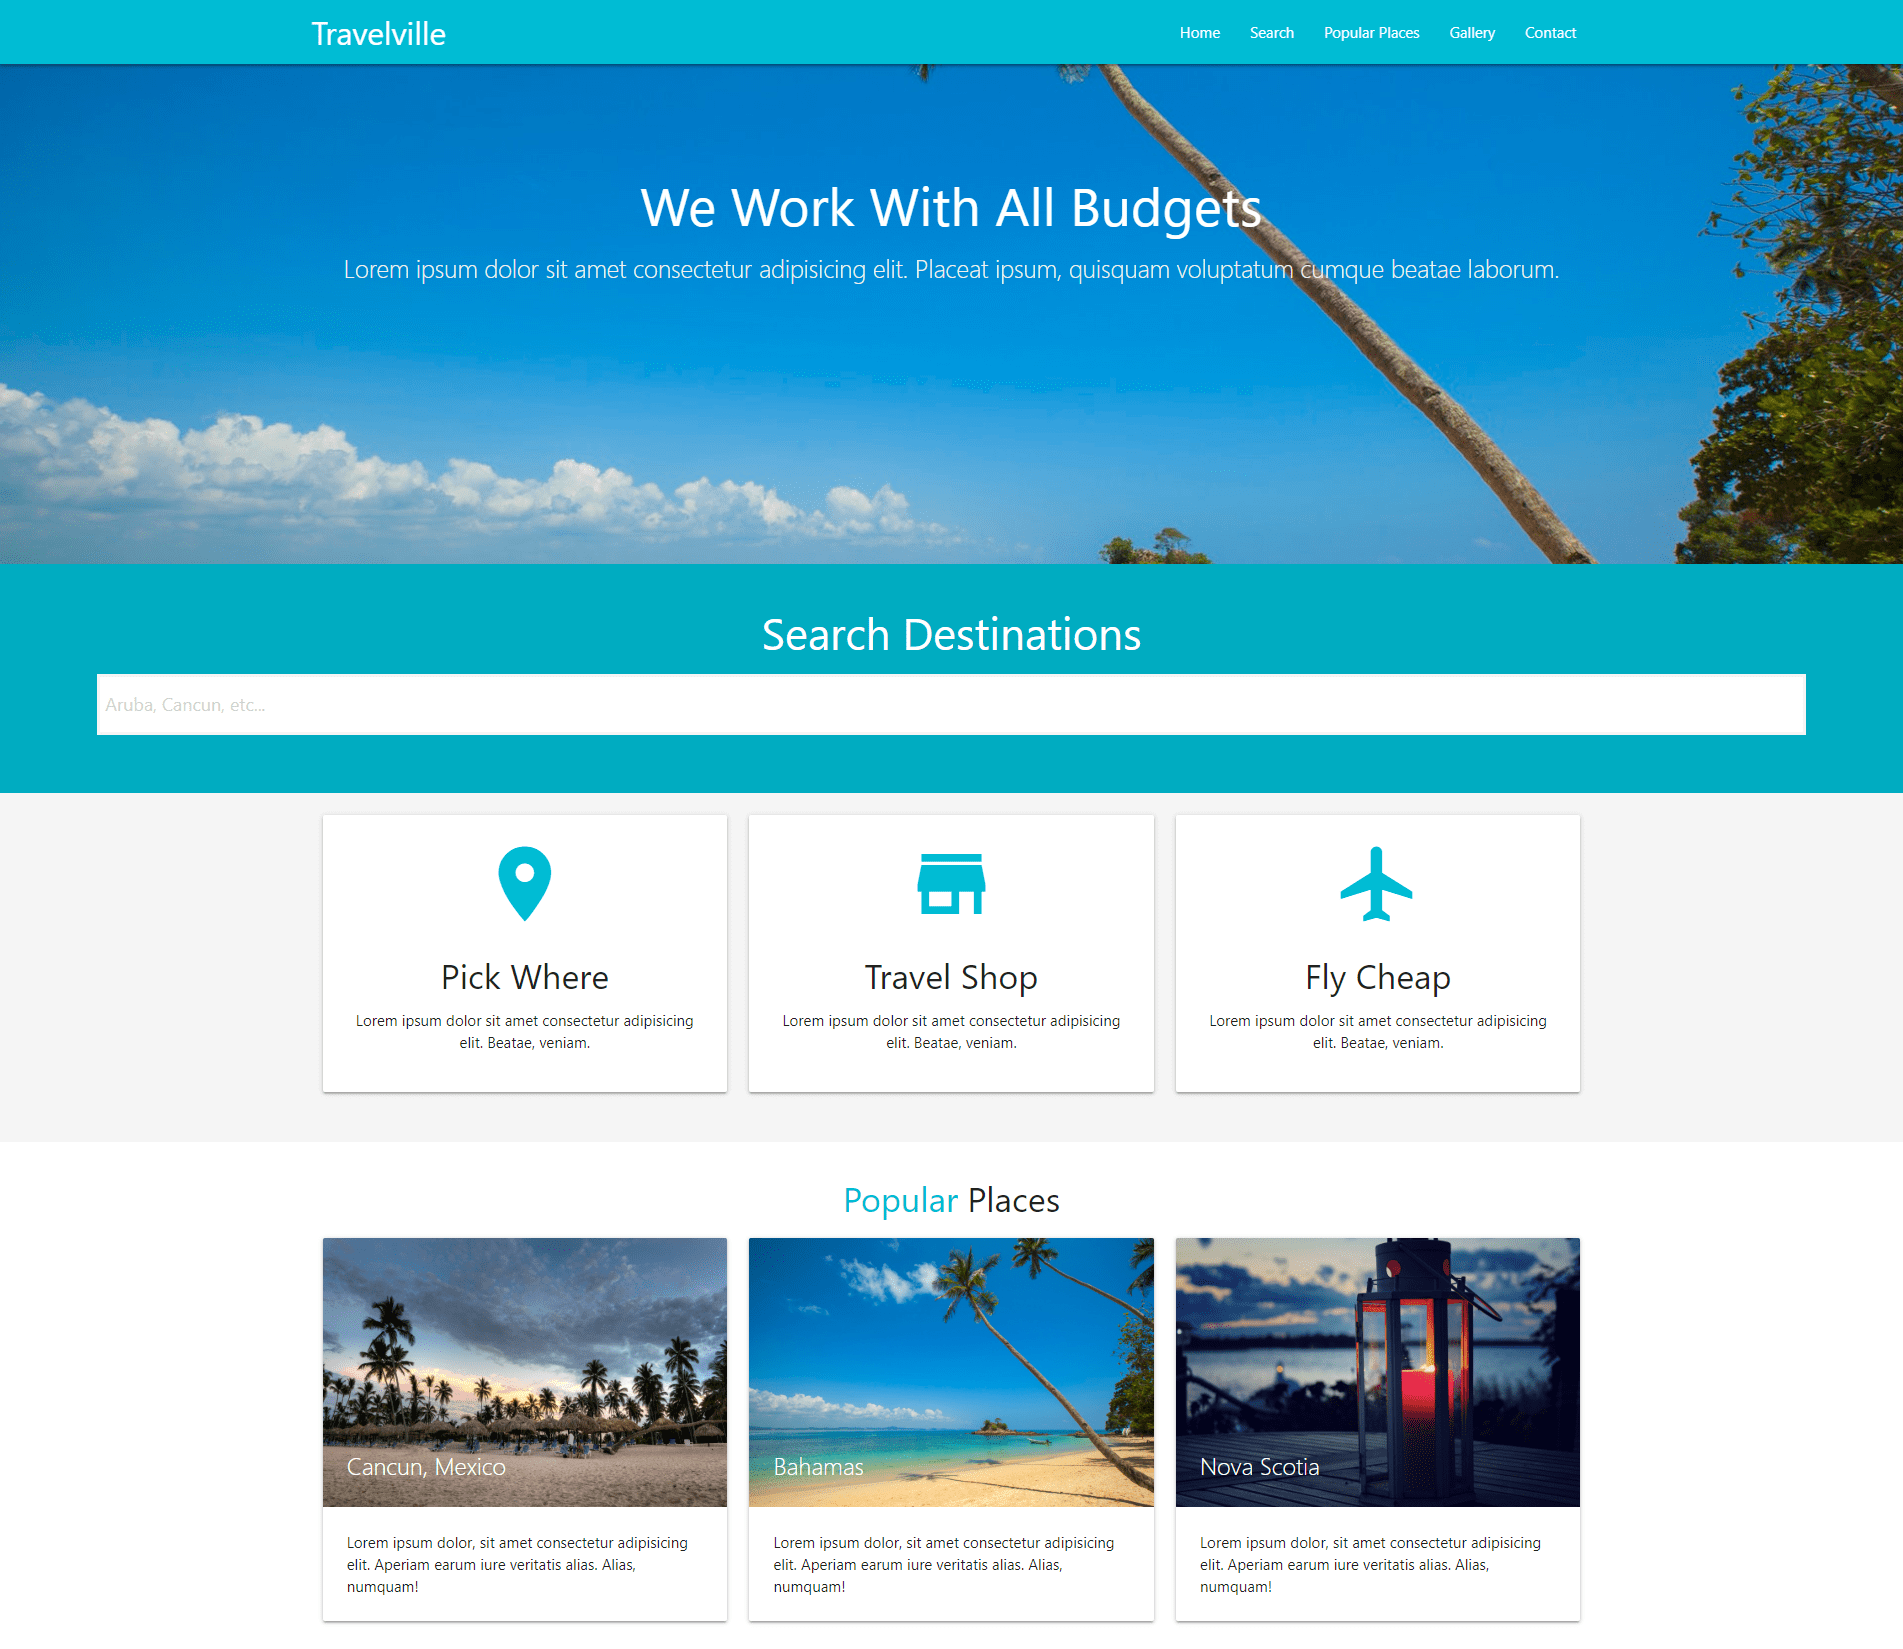 Travelville
Home Search Popular Places Gallery Contact
We Work With All Budgets
Lorem ipsum dolor sit amet consectetur adipisicing elit. Placeat ipsum, quisquam voluptatum cumque beatae laborum.
Search Destinations
Aruba, Cancun, etc...
Pick Where
Lorem ipsum dolor sit amet consectetur adipisicing
elit. Beatae, veniam.
Travel Shop
Lorem ipsum dolor sit amet consectetur adipisicing
elit. Beatae, veniam.
Fly Cheap
Lorem ipsum dolor sit amet consectetur adipisicing
elit. Beatae, veniam.
Popular Places
Cancun, Mexico
Lorem ipsum dolor, sit amet consectetur adipisicing
elit. Aperiam earum iure veritatis alias. Alias,
numquam!
Bahamas
Lorem ipsum dolor, sit amet consectetur adipisicing
elit. Aperiam earum iure veritatis alias. Alias,
numquam!
Nova Scotia
Lorem ipsum dolor, sit amet consectetur adipisicing
elit. Aperiam earum iure veritatis alias. Alias,
numquam!